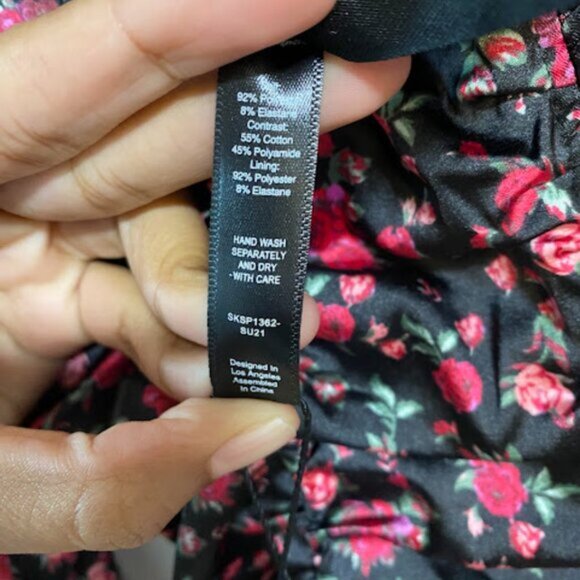 92%
8% Elastane
Contrast:
55% Cotton
45% Polyamide
Lining:
92% Polyester
8% Elastane
HAND WASH
SEPARATELY
AND DRY
-WITH CARE
SKSP1362-
SU21
Designed in
Los Angeles
Assembled
in China